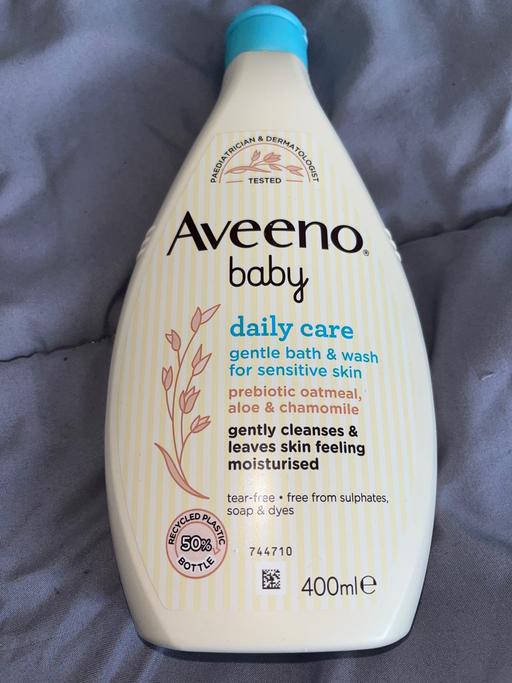 PAEDIATRICIAN & DERMATOLOGIST
TESTED
Aveeno®
baby
daily care
gentle bath & wash
for sensitive skin
prebiotic oatmeal,
aloe & chamomile
gently cleanses &
leaves skin feeling
moisturised
tear-free • free from sulphates,
soap & dyes
RECYCLED PLASTIC
50%
BOTTLE
744710
400ml℮